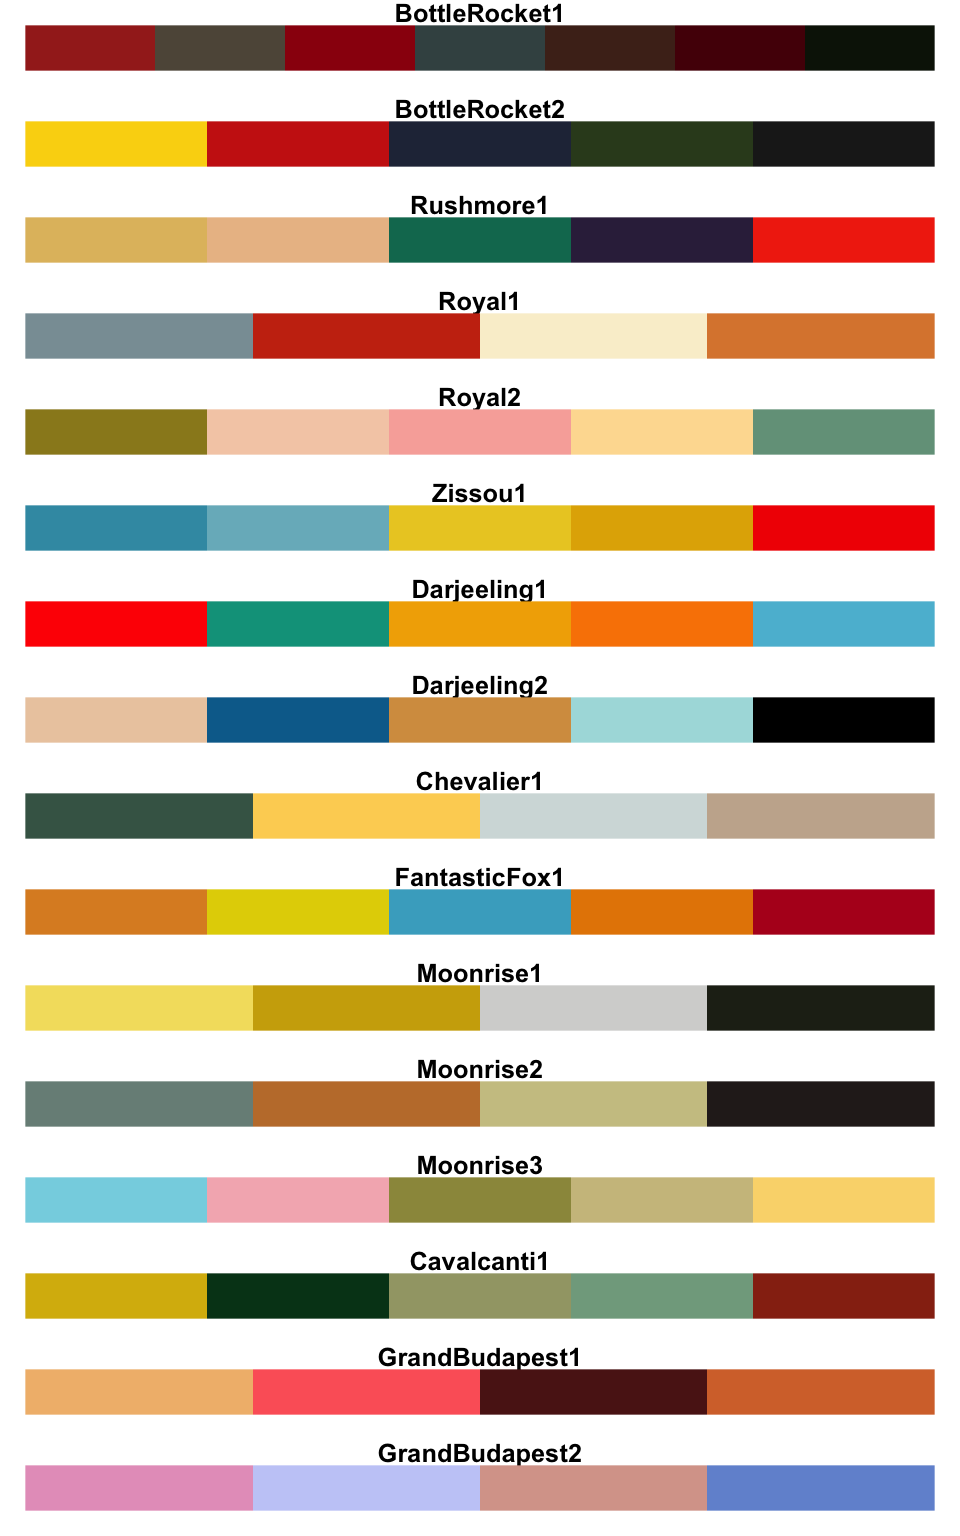 BottleRocket1
BottleRocket2
Rushmore1
Royal1
Royal2
Zissou1
Darjeeling1
Darjeeling2
Chevalier1
FantasticFox1
Moonrise1
Moonrise2
Moonrise3
Cavalcanti1
GrandBudapest1
GrandBudapest2